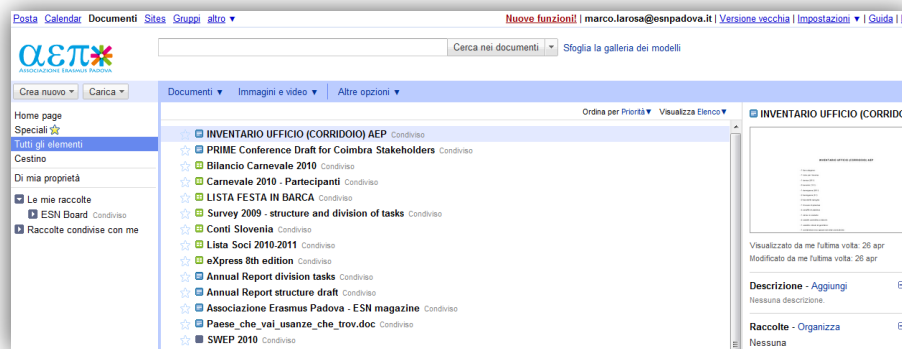 Posta Calendar Documenti Sites Gruppi altro ▼
Nuove funzioni! | marco.larosa@esnpadova.it | Versione vecchia | Impostazioni ▼ | Guida |
αεπ
ASSOCIAZIONE ERASMUS PADOVA
Cerca nei documenti
Sfoglia la galleria dei modelli
Crea nuovo Carica
Documenti ▼ Immagini e video ▼ Altre opzioni ▼
Home page
Speciali
Tutti gli elementi
Cestino
Di mia proprietà
Le mie raccolte
ESN Board Condiviso
Raccolte condivise con me
Ordina per Priorità ▼ Visualizza Elenco ▼
INVENTARIO UFFICIO (CORRIDOIO) AEP Condiviso
PRIME Conference Draft for Coimbra Stakeholders Condiviso
Bilancio Carnevale 2010 Condiviso
Carnevale 2010 - Partecipanti Condiviso
LISTA FESTA IN BARCA Condiviso
Survey 2009 - structure and division of tasks Condiviso
Conti Slovenia Condiviso
Lista Soci 2010-2011 Condiviso
eXpress 8th edition Condiviso
Annual Report division tasks Condiviso
Annual Report structure draft Condiviso
Associazione Erasmus Padova - ESN magazine Condiviso
Paese_che_vai_usanze_che_trov.doc Condiviso
SWEP 2010 Condiviso
INVENTARIO UFFICIO (CORRIDO
INVENTARIO UFFICIO (CORRIDOIO) AEP
Visualizzato da me l'ultima volta: 26 apr
Modificato da me l'ultima volta: 26 apr
Descrizione - Aggiungi
Nessuna descrizione.
Raccolte - Organizza
Nessuna